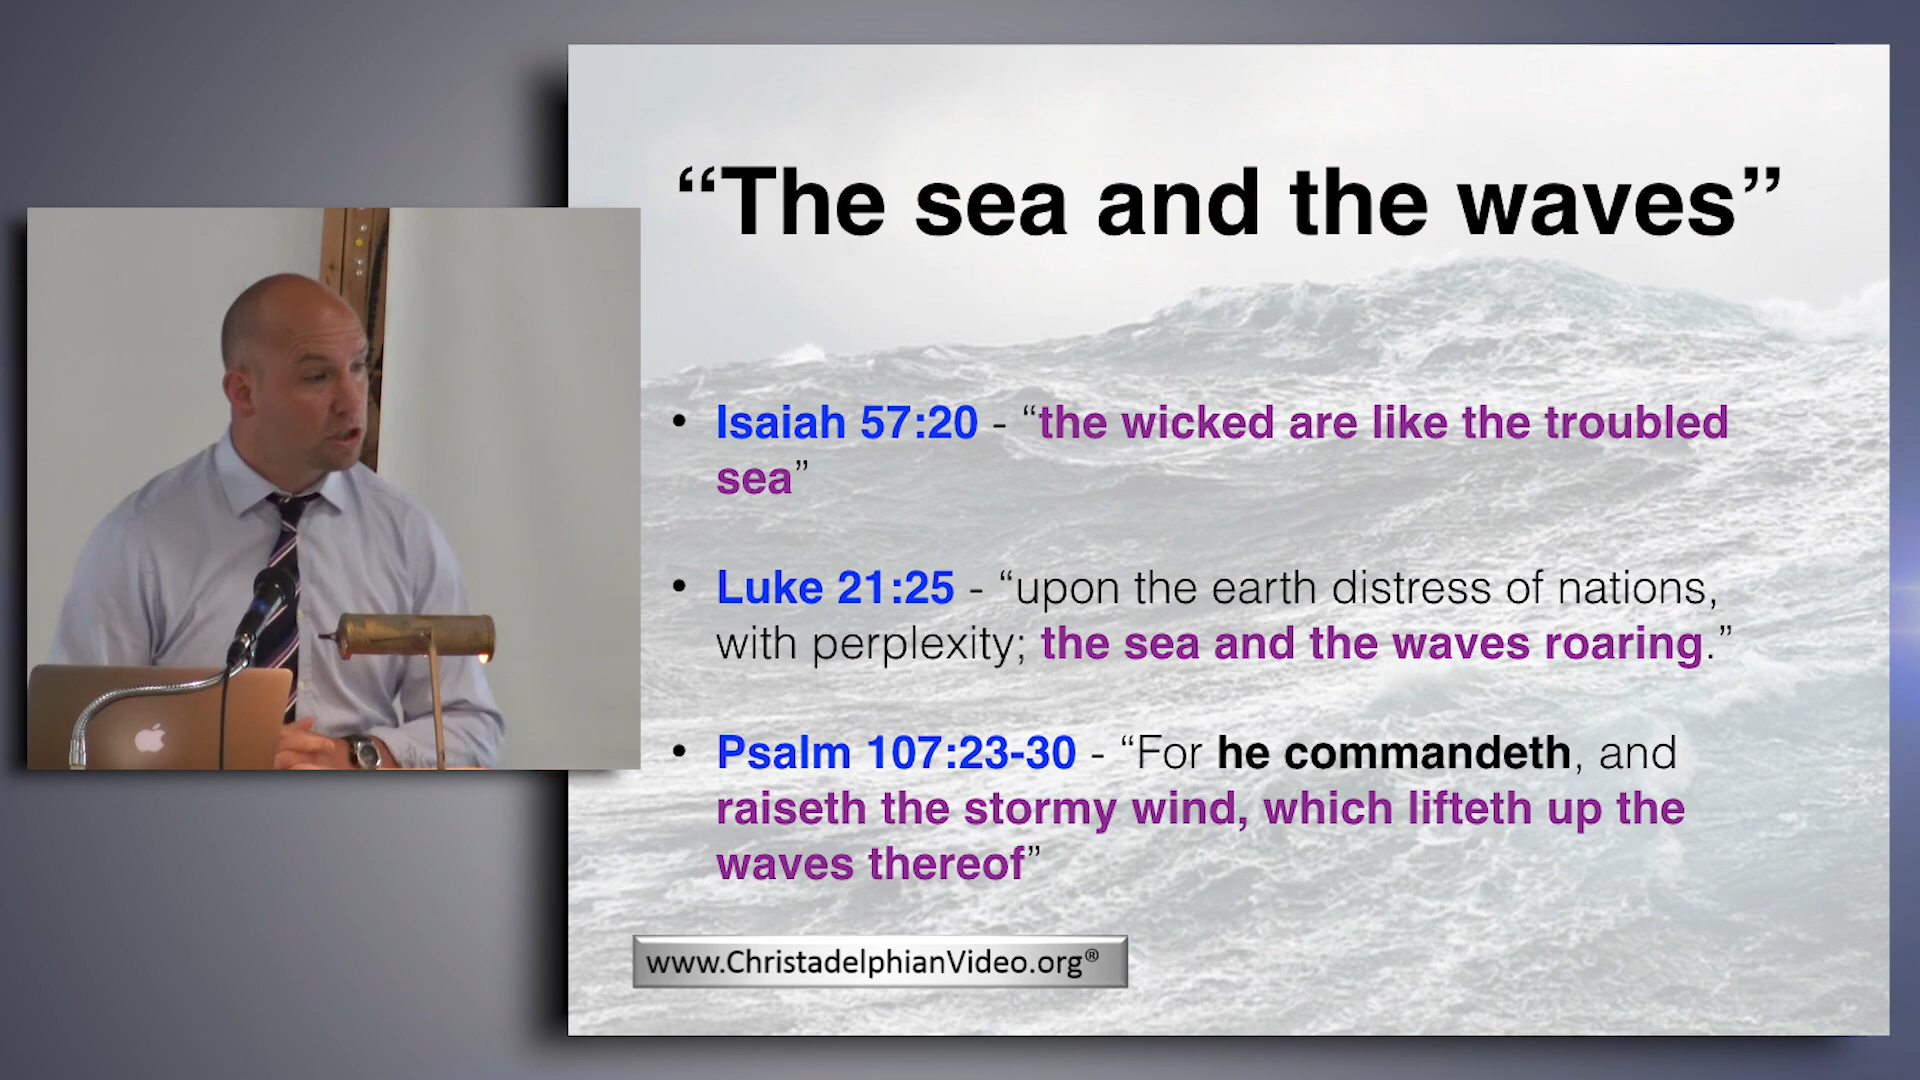 “The sea and the waves”
• Isaiah 57:20 - “the wicked are like the troubled
sea”
• Luke 21:25 - “upon the earth distress of nations,
with perplexity; the sea and the waves roaring.”
• Psalm 107:23-30 - “For he commandeth, and
raiseth the stormy wind, which lifteth up the
waves thereof”
www.ChristadelphianVideo.org®